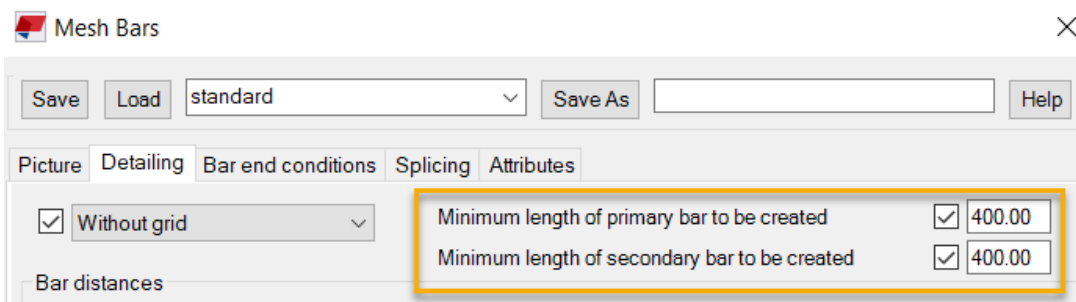 Mesh Bars
Save Load standard Save As Help
Picture Detailing Bar end conditions Splicing Attributes
Without grid Minimum length of primary bar to be created 400.00
Minimum length of secondary bar to be created 400.00
Bar distances